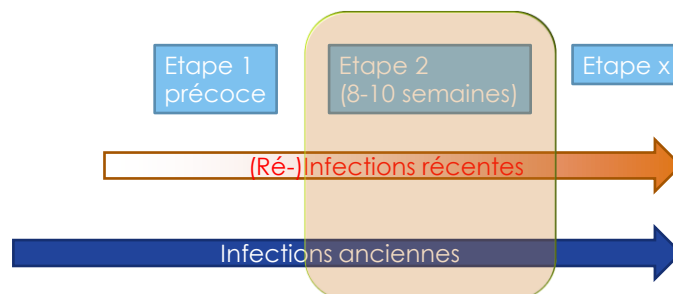 Etape 1
précoce
Etape 2
(8-10 semaines)
Etape x
(Ré-)Infections récentes
Infections anciennes